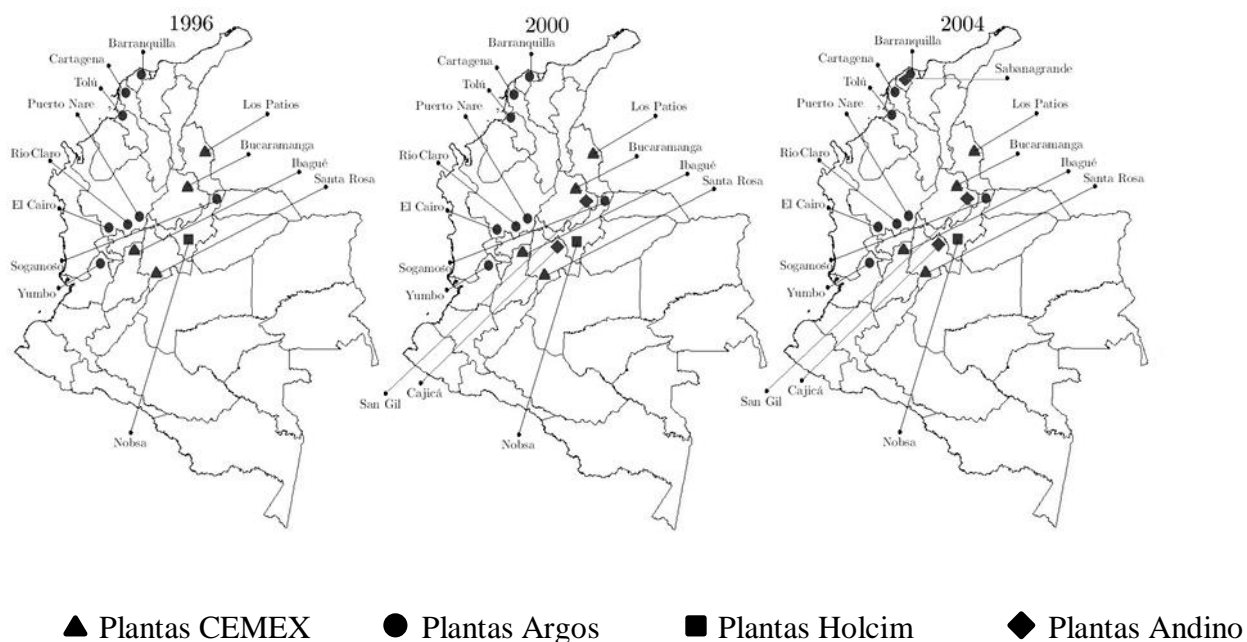 1996
Barranquilla
Cartagena
Tolú
Puerto Nare
Los Patios
Rio Claro
Bucaramanga
Ibagué
Santa Rosa
El Cairo
Sogamoso
Yumbo
Nobsa
2000
Barranquilla
Cartagena
Tolú
Puerto Nare
Los Patios
Rio Claro
Bucaramanga
Ibagué
Santa Rosa
El Cairo
Sogamoso
Yumbo
San Gil
Cajicá
Nobsa
2004
Barranquilla
Cartagena
Sabanagrande
Tolú
Puerto Nare
Los Patios
Rio Claro
Bucaramanga
Ibagué
Santa Rosa
El Cairo
Sogamoso
Yumbo
San Gil
Cajicá
Nobsa
Plantas CEMEX Plantas Argos Plantas Holcim Plantas Andino